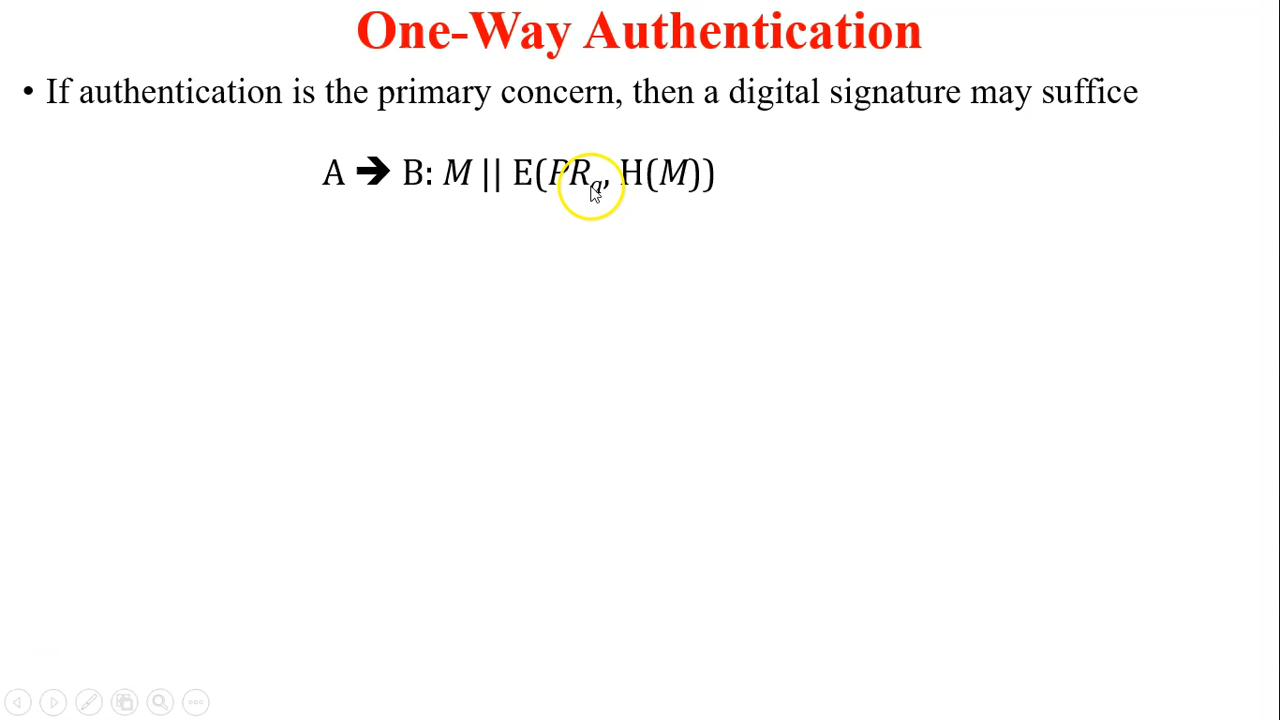 One-Way Authentication
• If authentication is the primary concern, then a digital signature may suffice
A 🡺 B: M || E(PRₐ, H(M))